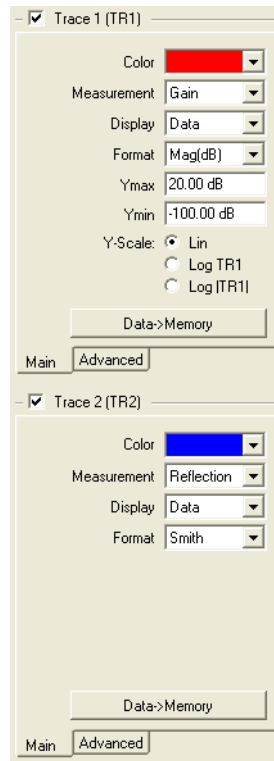 Trace 1 (TR1)
Color
Measurement Gain
Display Data
Format Mag(dB)
Ymax 20.00 dB
Ymin -100.00 dB
Y-Scale: Lin
Log TR1
Log |TR1|
Data->Memory
Main Advanced
Trace 2 (TR2)
Color
Measurement Reflection
Display Data
Format Smith
Data->Memory
Main Advanced